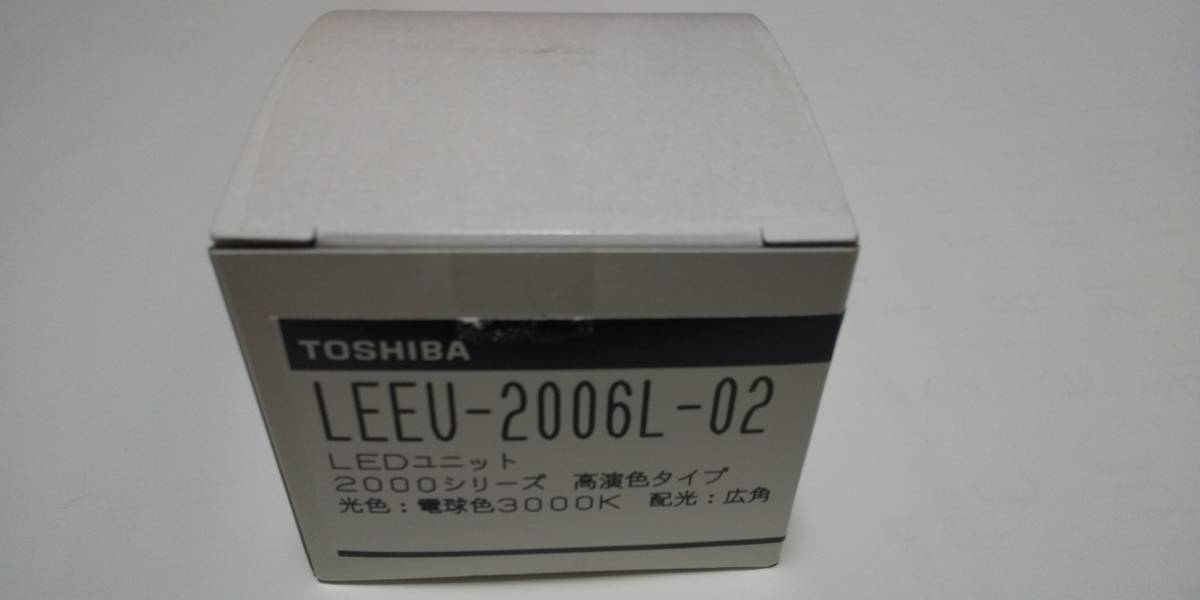 TOSHIBA
LEEU-2006L-02
LEDユニット
2000シリーズ　高演色タイプ
光色：電球色3000K　配光：広角